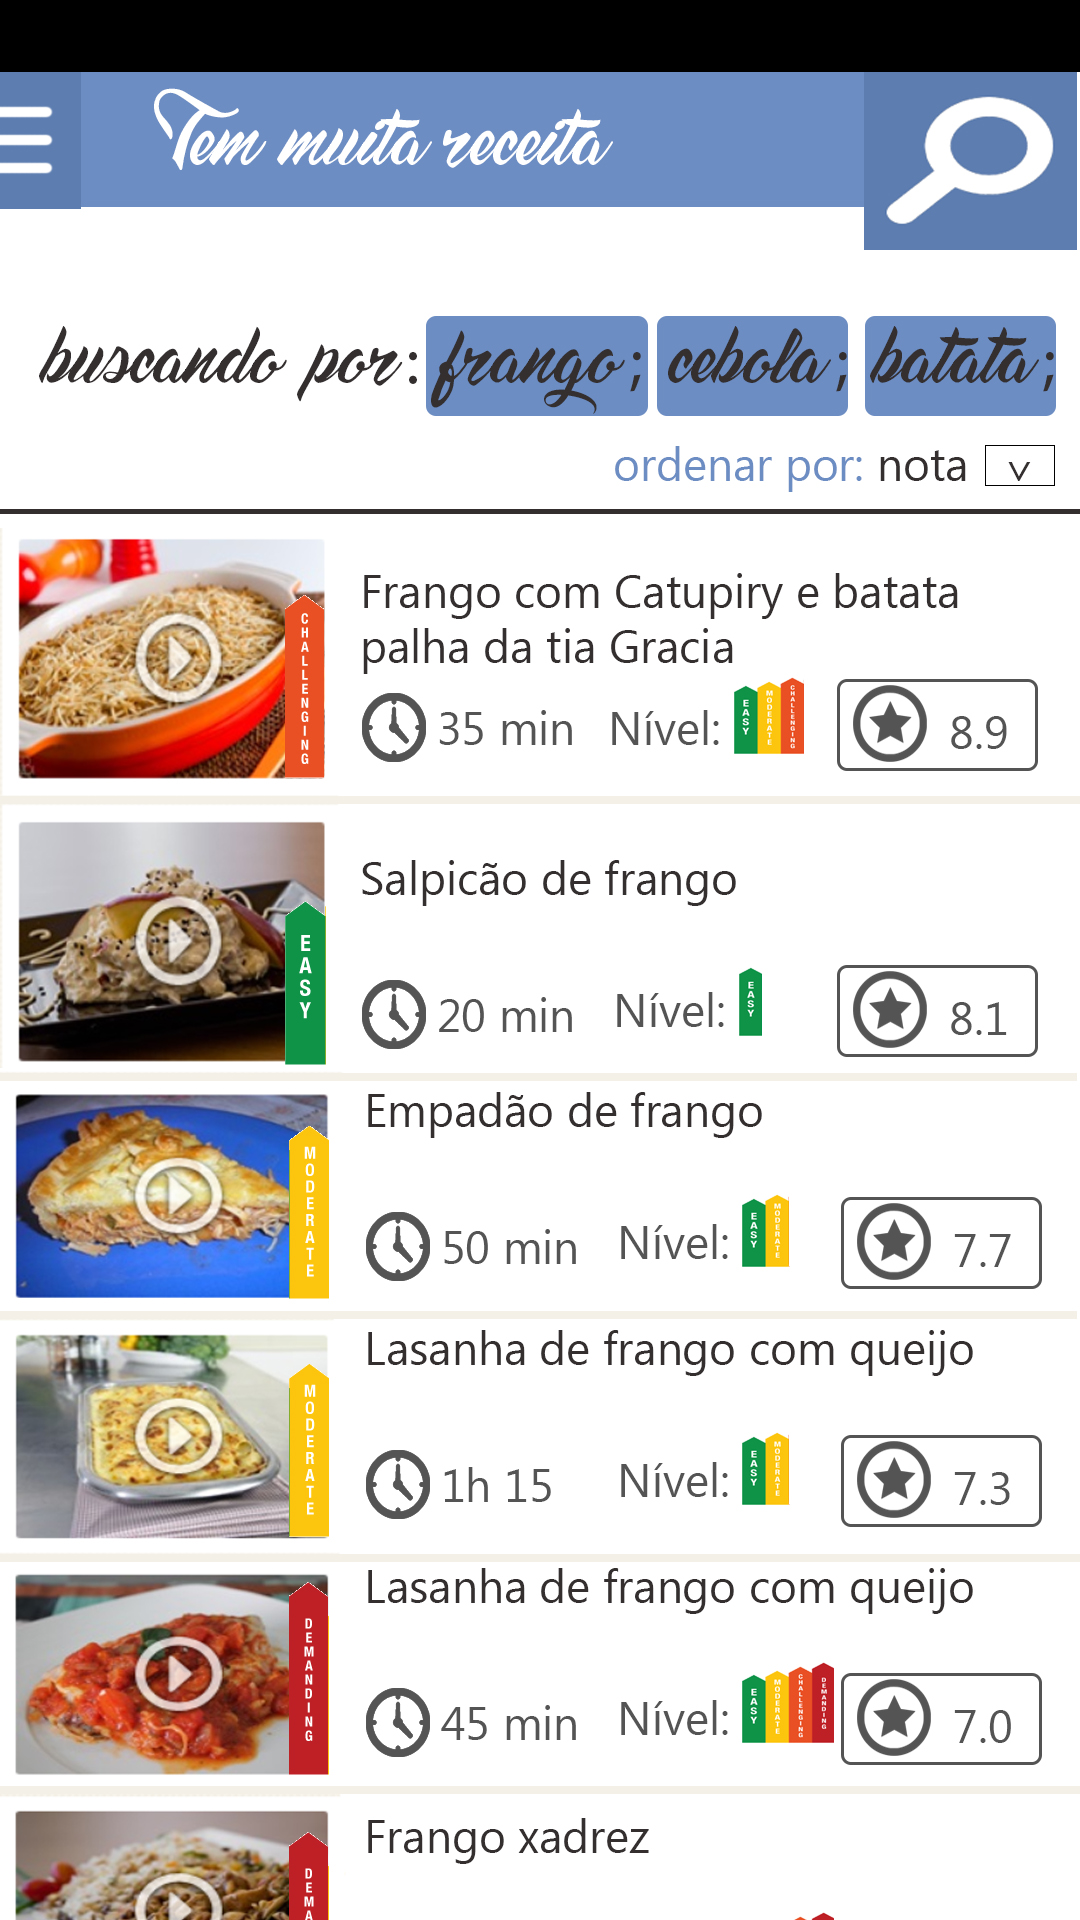 Tem muita receita
buscando por: frango; cebola; batata;
ordenar por: nota v
CHALLENGING
Frango com Catupiry e batata
palha da tia Gracia
35 min Nível: EASY MODERATE CHALLENGING 8.9
EASY
Salpicão de frango
20 min Nível: EASY 8.1
MODERATE
Empadão de frango
50 min Nível: EASY MODERATE 7.7
MODERATE
Lasanha de frango com queijo
1h 15 Nível: EASY MODERATE 7.3
DEMANDING
Lasanha de frango com queijo
45 min Nível: EASY MODERATE CHALLENGING DEMANDING 7.0
DEMA
Frango xadrez